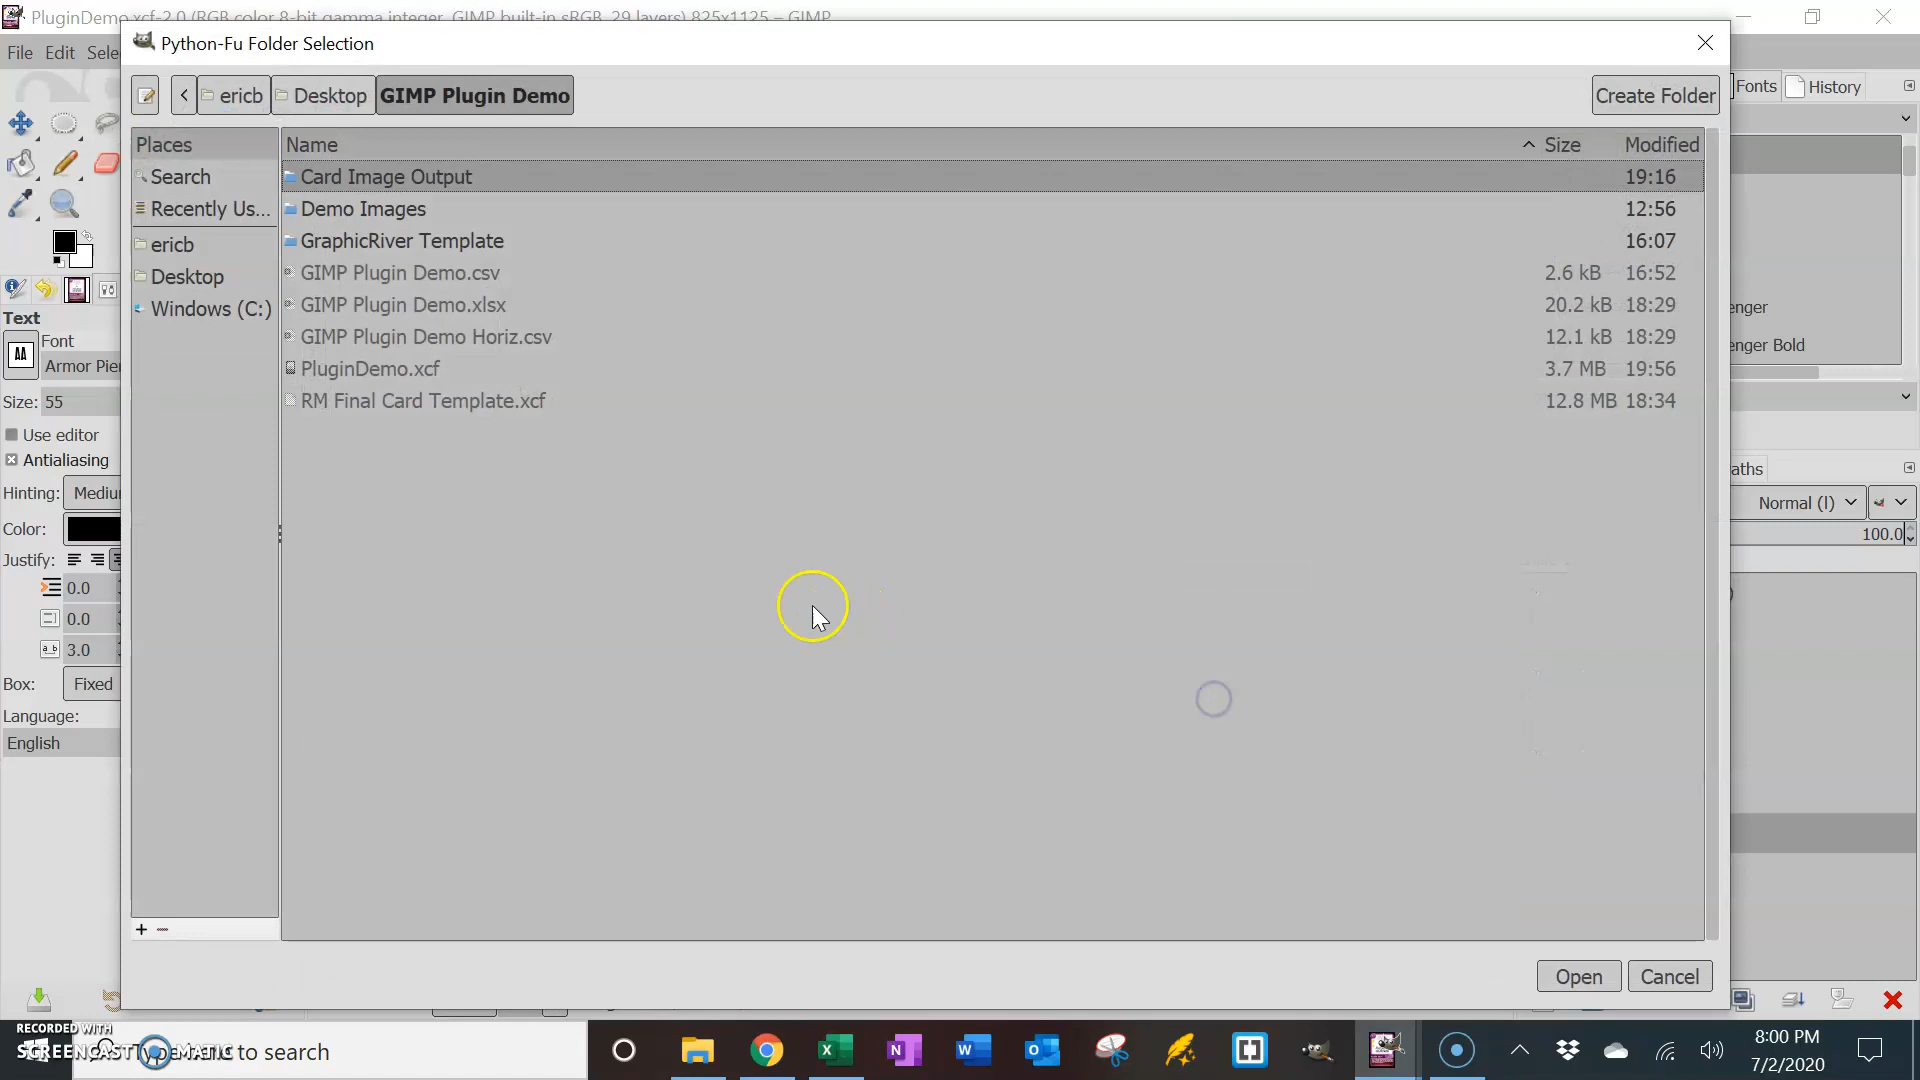 PluginDemo.xcf-2.0 (RGB color 8-bit gamma integer, GIMP built-in sRGB, 29 layers) 825x1125 – GIMP
Python-Fu Folder Selection
File Edit
ericb Desktop GIMP Plugin Demo Create Folder
Fonts History
Places Name Size Modified
Search Card Image Output 19:16
Recently Us... Demo Images 12:56
ericb GraphicRiver Template 16:07
Desktop GIMP Plugin Demo.csv 2.6 kB 16:52
Windows (C:) GIMP Plugin Demo.xlsx 20.2 kB 18:29
GIMP Plugin Demo Horiz.csv 12.1 kB 18:29
PluginDemo.xcf 3.7 MB 19:56
RM Final Card Template.xcf 12.8 MB 18:34
enger
enger Bold
aths
Normal (l)
100.0
Text
Font
Armor Pier
Size: 55
Use editor
Antialiasing
Hinting: Mediu
Color:
Justify:
0.0
0.0
3.0
Box: Fixed
Language:
English
Open Cancel
RECORDED WITH
SCREENCAST MATIC
Type here to search
8:00 PM
7/2/2020